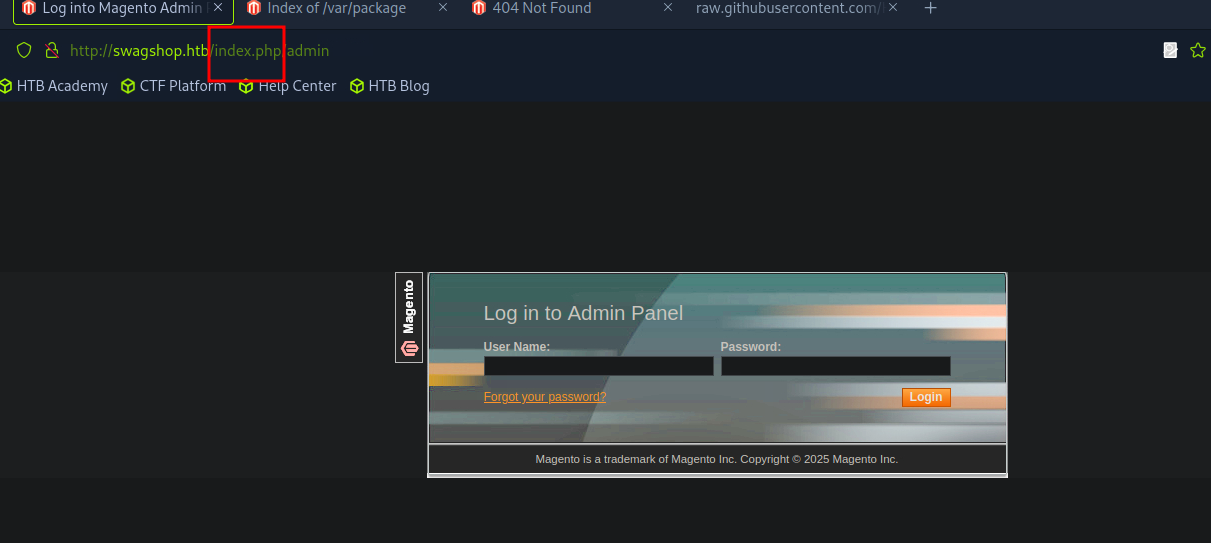 Log into Magento Admin
Index of /var/package
404 Not Found
raw.githubusercontent.com/
http://swagshop.htb/index.php/admin
HTB Academy
CTF Platform
Help Center
HTB Blog
Magento
Log in to Admin Panel
User Name:
Password:
Forgot your password?
Login
Magento is a trademark of Magento Inc. Copyright © 2025 Magento Inc.